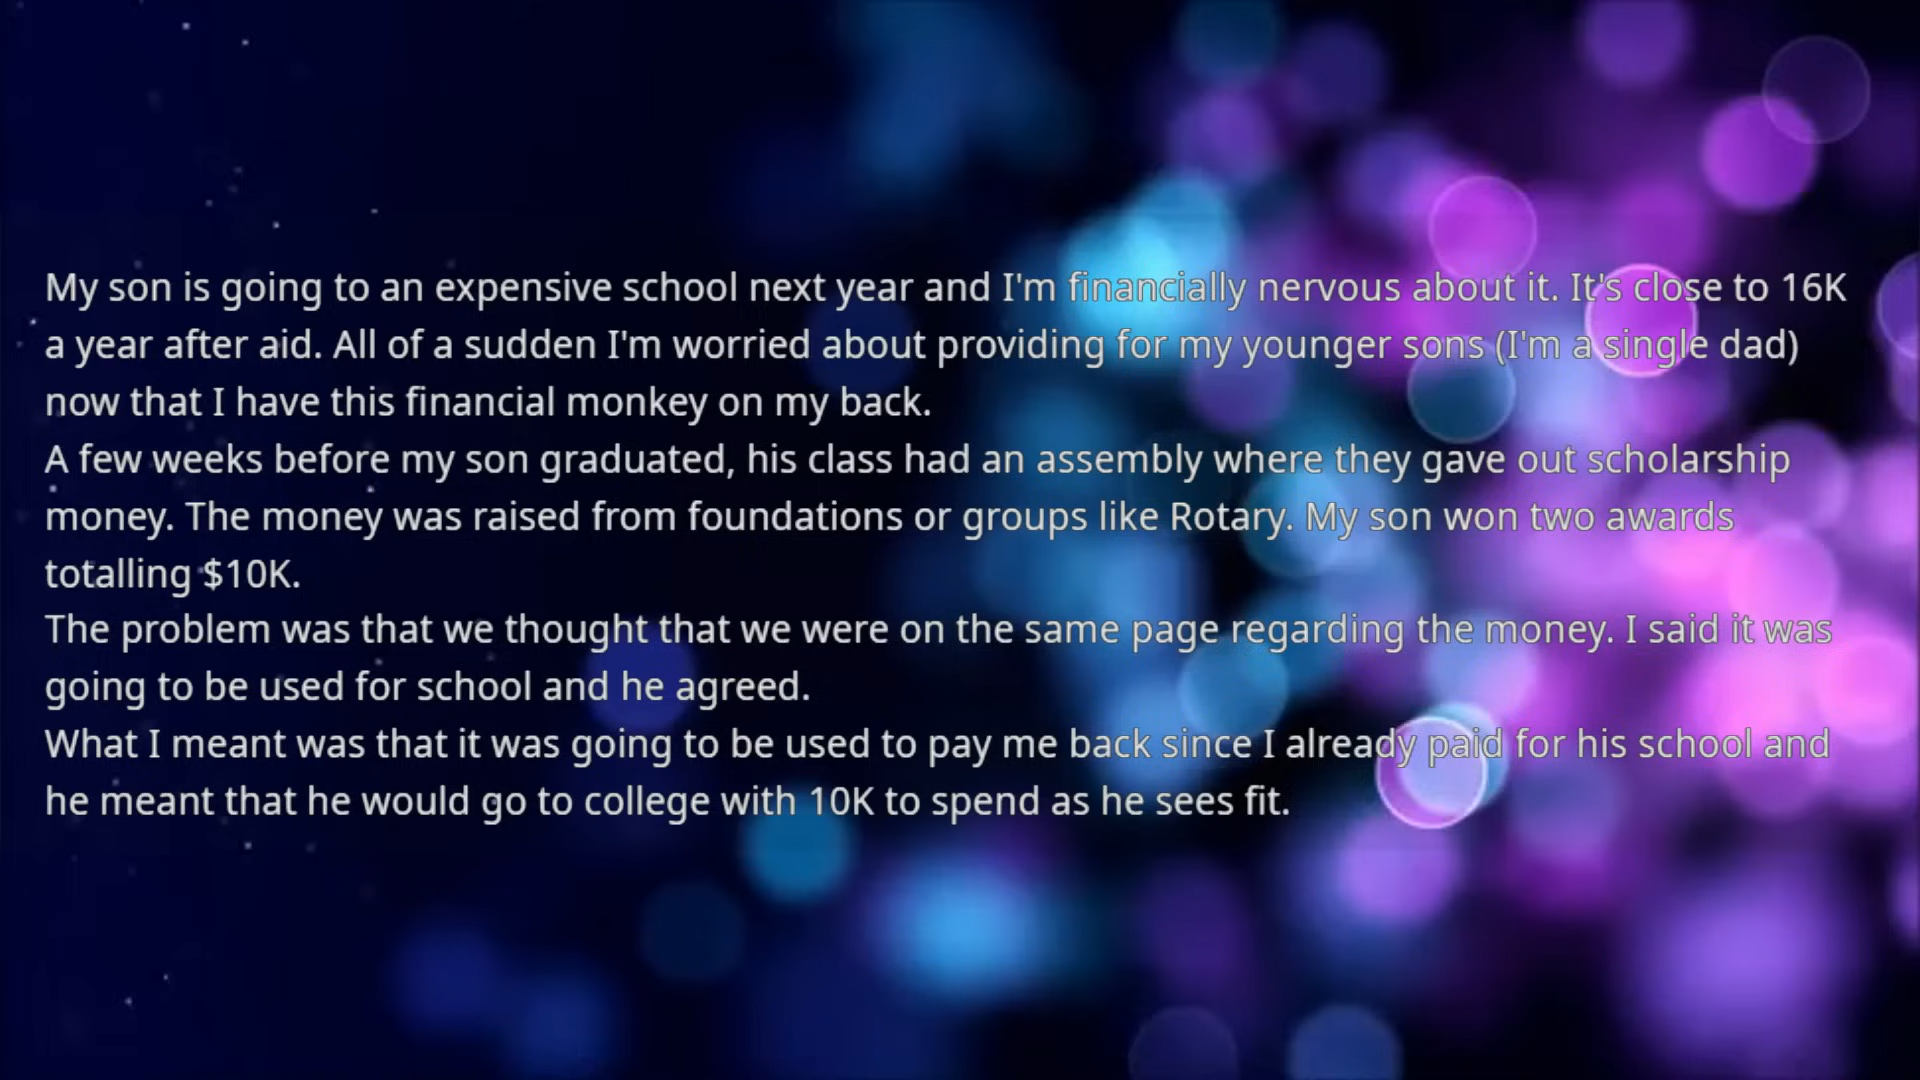 My son is going to an expensive school next year and I'm financially nervous about it. It's close to 16K
a year after aid. All of a sudden I'm worried about providing for my younger sons (I'm a single dad)
now that I have this financial monkey on my back.
A few weeks before my son graduated, his class had an assembly where they gave out scholarship
money. The money was raised from foundations or groups like Rotary. My son won two awards
totalling $10K.
The problem was that we thought that we were on the same page regarding the money. I said it was
going to be used for school and he agreed.
What I meant was that it was going to be used to pay me back since I already paid for his school and
he meant that he would go to college with 10K to spend as he sees fit.